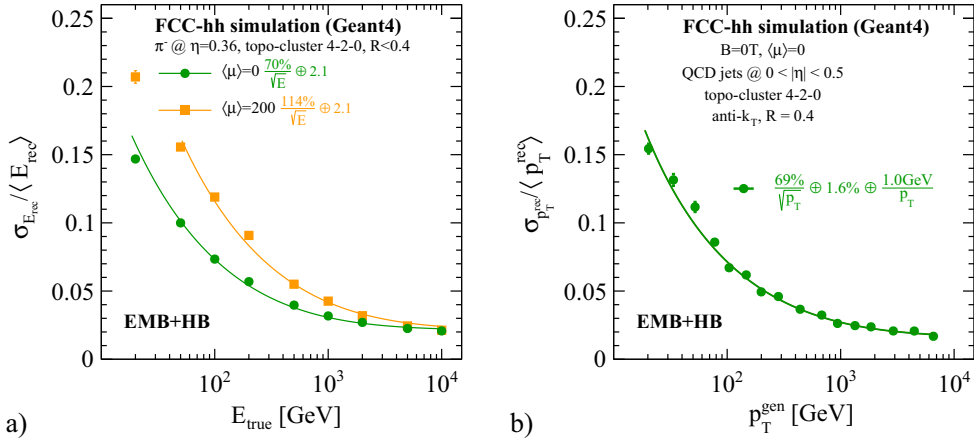 FCC-hh simulation (Geant4)
π⁻ @ η=0.36, topo-cluster 4-2-0, R<0.4
⟨μ⟩=0 70%/√E ⊕ 2.1
⟨μ⟩=200 114%/√E ⊕ 2.1
EMB+HB
σ_{E_rec}/⟨E_rec⟩
0.25
0.2
0.15
0.1
0.05
0
10² 10³ 10⁴
E_true [GeV]
a)
FCC-hh simulation (Geant4)
B=0T, ⟨μ⟩=0
QCD jets @ 0 < |η| < 0.5
topo-cluster 4-2-0
anti-k_T, R = 0.4
69%/√p_T ⊕ 1.6% ⊕ 1.0GeV/p_T
EMB+HB
σ_{p_T^rec}/⟨p_T^rec⟩
0.25
0.2
0.15
0.1
0.05
0
10² 10³ 10⁴
p_T^gen [GeV]
b)